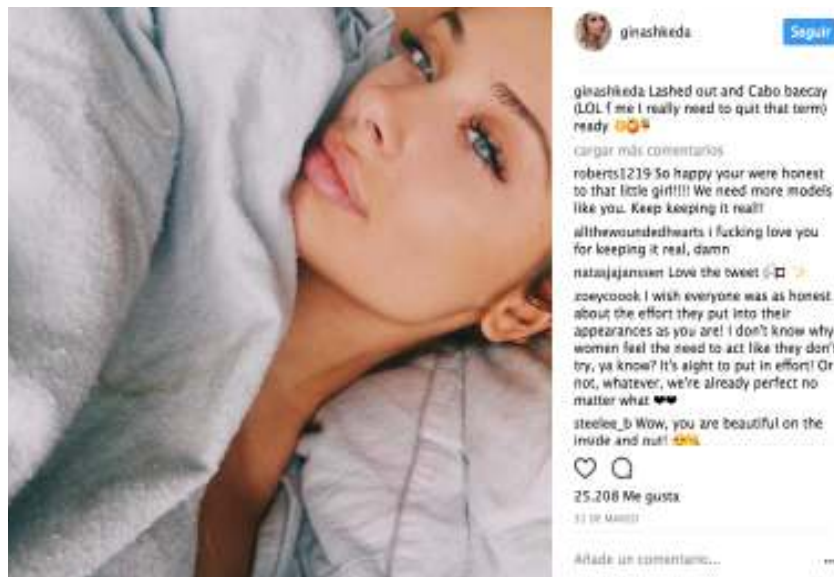 ginashkeda
Seguir
ginashkeda Lashed out and Cabo baecay
(LOL f me I really need to quit that term)
ready
cargar más comentarios
roberts1219 So happy your were honest
to that little girl!!!! We need more models
like you. Keep keeping it real!!
allthewoundedhearts i fucking love you
for keeping it real, damn
natasjajanssen Love the tweet
zoeycoook I wish everyone was as honest
about the effort they put into their
appearances as you are! I don't know why
women feel the need to act like they don't
try, ya know? It's aight to put in effort! Or
not, whatever, we're already perfect no
matter what ❤❤
steelee_b Wow, you are beautiful on the
inside and out!
25.208 Me gusta
DE MARZO
Añade un comentario...